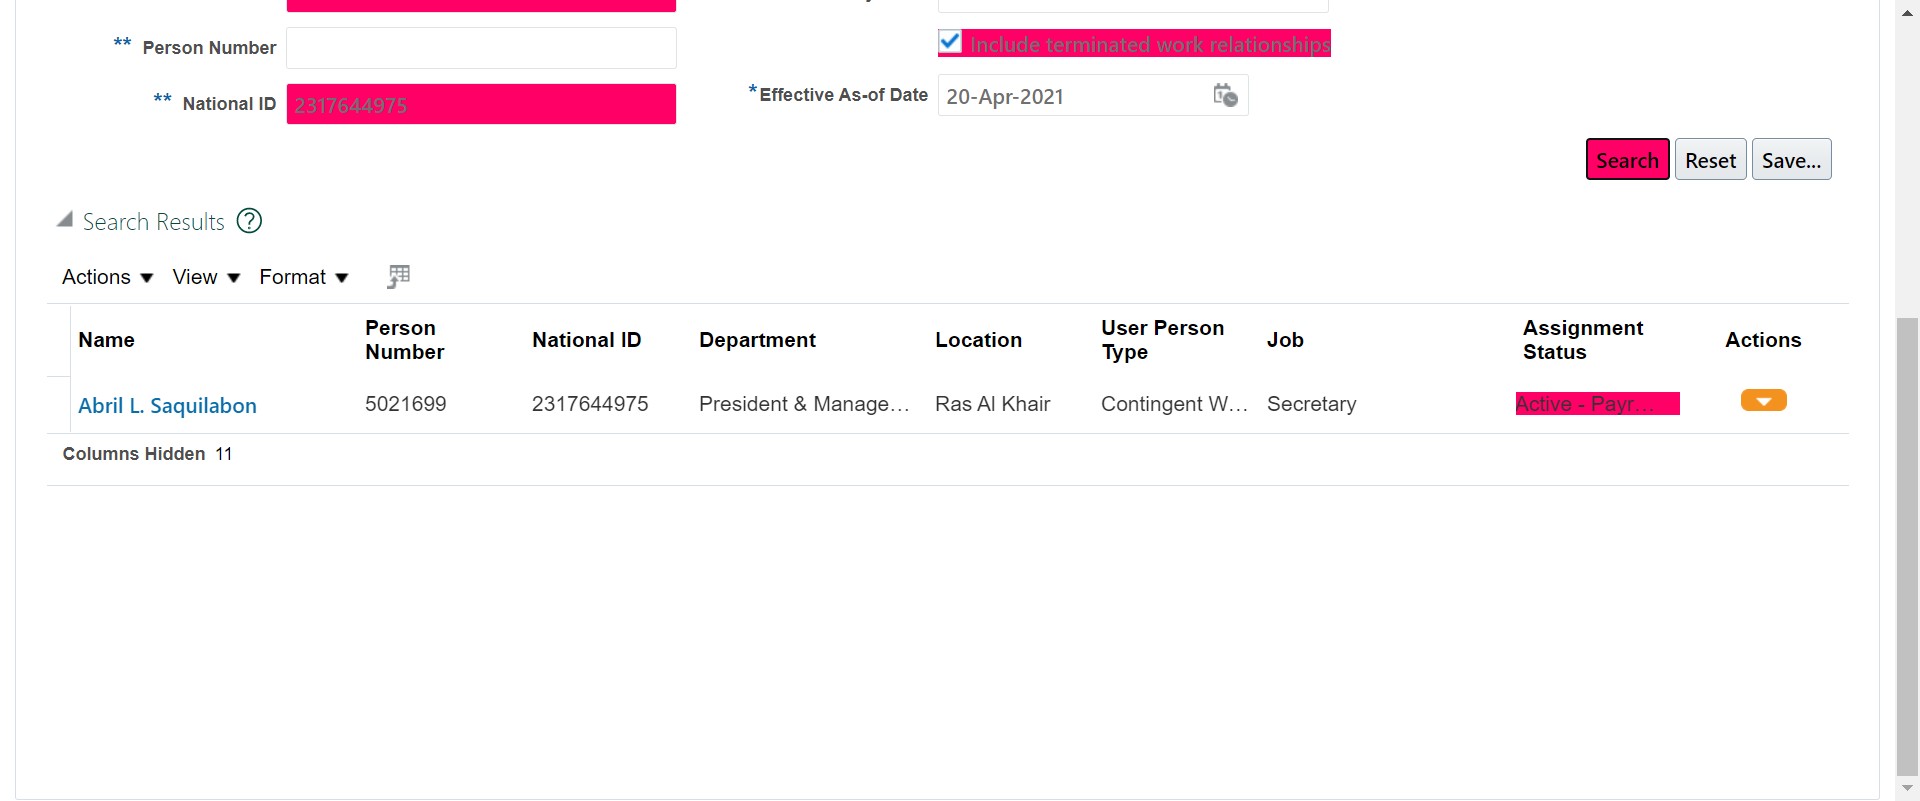 ** Person Number
Include terminated work relationships
** National ID 2317644975
*Effective As-of Date 20-Apr-2021
Search Reset Save...
Search Results ?
Actions View Format
Name Person Number National ID Department Location User Person Type Job Assignment Status Actions
Abril L. Saquilabon 5021699 2317644975 President & Manage... Ras Al Khair Contingent W... Secretary Active - Payr...
Columns Hidden 11